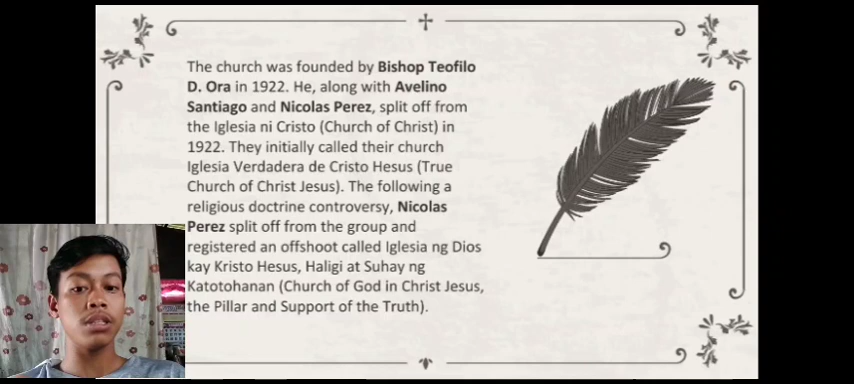 The church was founded by Bishop Teofilo
D. Ora in 1922. He, along with Avelino
Santiago and Nicolas Perez, split off from
the Iglesia ni Cristo (Church of Christ) in
1922. They initially called their church
Iglesia Verdadera de Cristo Hesus (True
Church of Christ Jesus). The following a
religious doctrine controversy, Nicolas
Perez split off from the group and
registered an offshoot called Iglesia ng Dios
kay Kristo Hesus, Haligi at Suhay ng
Katotohanan (Church of God in Christ Jesus,
the Pillar and Support of the Truth).